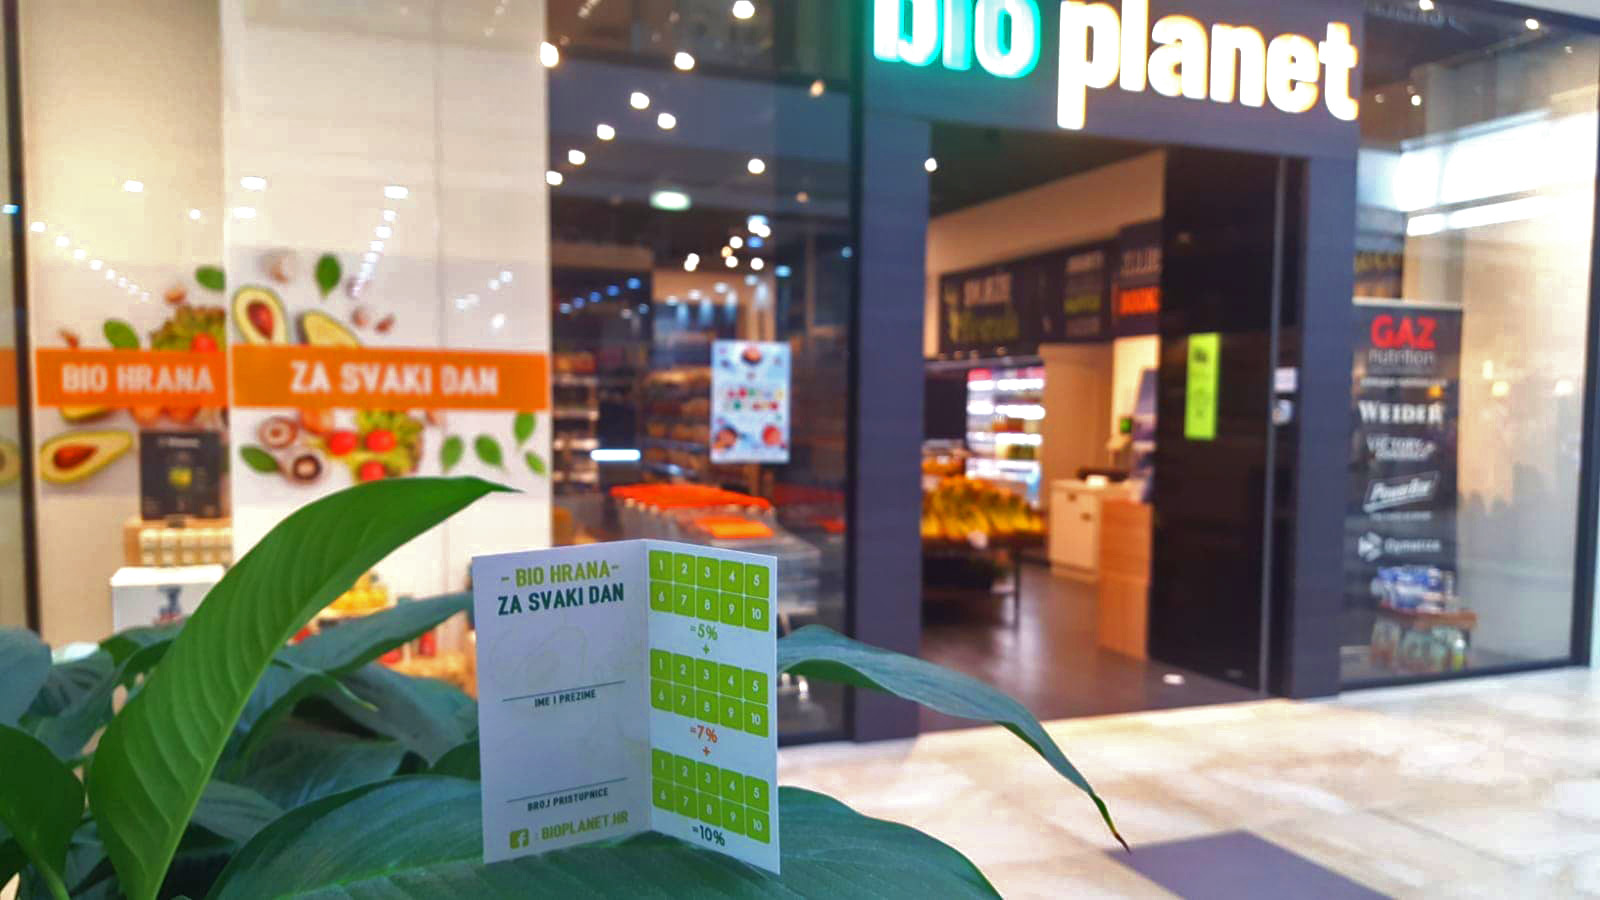 bio planet
BIO HRANA
ZA SVAKI DAN
GAZ
nutrition
WEIDER
PowerBar
Dymatize
- BIO HRANA-
ZA SVAKI DAN
IME I PREZIME
BROJ PRISTUPNICE
f : BIOPLANET.HR
1 2 3 4 5
6 7 8 9 10
=5%
+
1 2 3 4 5
6 7 8 9 10
=7%
+
1 2 3 4 5
6 7 8 9 10
=10%